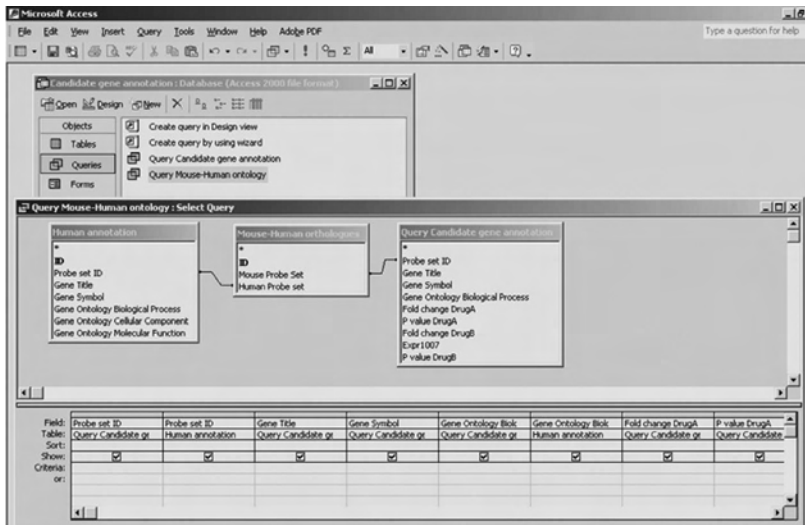 Microsoft Access
File Edit View Insert Query Tools Window Help Adobe PDF
Type a question for help
All
Candidate gene annotation : Database (Access 2000 file format)
Open Design New
Objects
Tables
Queries
Forms
Create query in Design view
Create query by using wizard
Query Candidate gene annotation
Query Mouse-Human ontology
Query Mouse-Human ontology : Select Query
Human annotation
*
ID
Probe set ID
Gene Title
Gene Symbol
Gene Ontology Biological Process
Gene Ontology Cellular Component
Gene Ontology Molecular Function
Mouse-Human orthologues
*
ID
Mouse Probe Set
Human Probe set
Query Candidate gene annotation
*
Probe set ID
Gene Title
Gene Symbol
Gene Ontology Biological Process
Fold change DrugA
P value DrugA
Fold change DrugB
Expr1007
P value DrugB
Field: Probe set ID Probe set ID Gene Title Gene Symbol Gene Ontology Biolc Gene Ontology Biolc Fold change DrugA P value DrugA
Table: Query Candidate ge Human annotation Query Candidate ge Query Candidate ge Query Candidate ge Human annotation Query Candidate ge Query Candidate
Sort:
Show:
Criteria:
or: